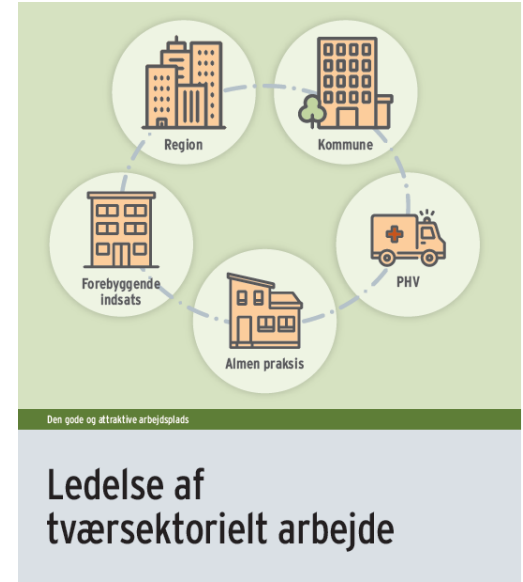 Region
Kommune
Forebyggende
indsats
PHV
Almen praksis
Den gode og attraktive arbejdsplads
Ledelse af
tværsektorielt arbejde